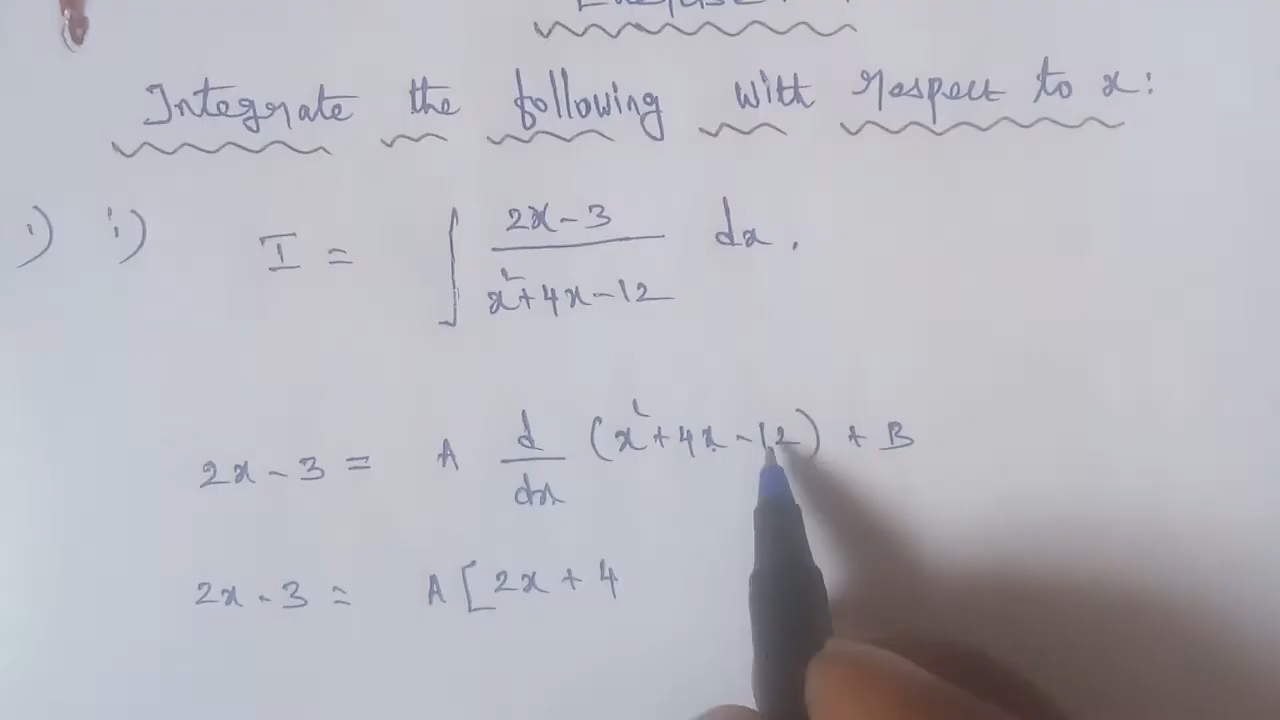 Integrate the following with respect to x:
1) i) I = ∫ (2x-3)/(x²+4x-12) dx.
2x-3 = A d/dx (x²+4x-12) + B
2x-3 = A[2x+4